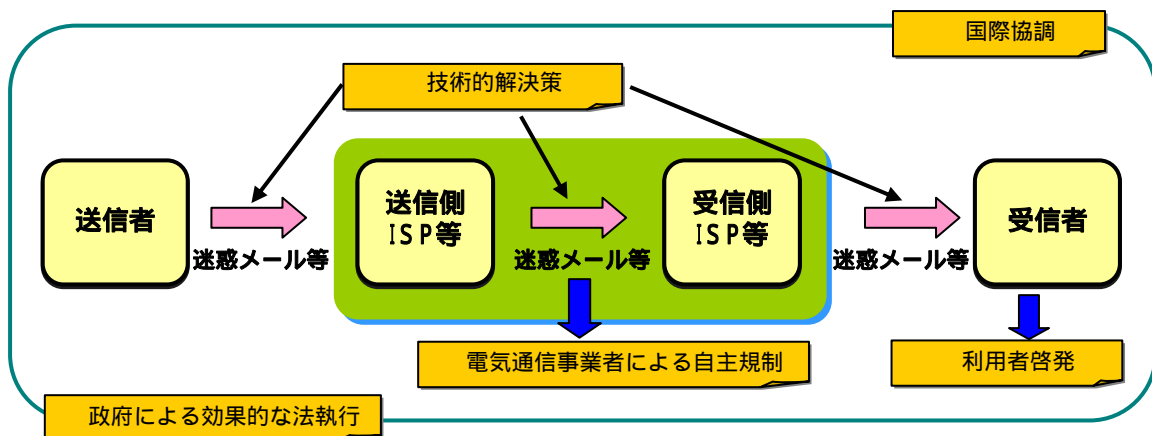 国際協調
技術的解決策
送信者
送信側
ISP等
受信側
ISP等
受信者
迷惑メール等
迷惑メール等
迷惑メール等
電気通信事業者による自主規制
利用者啓発
政府による効果的な法執行